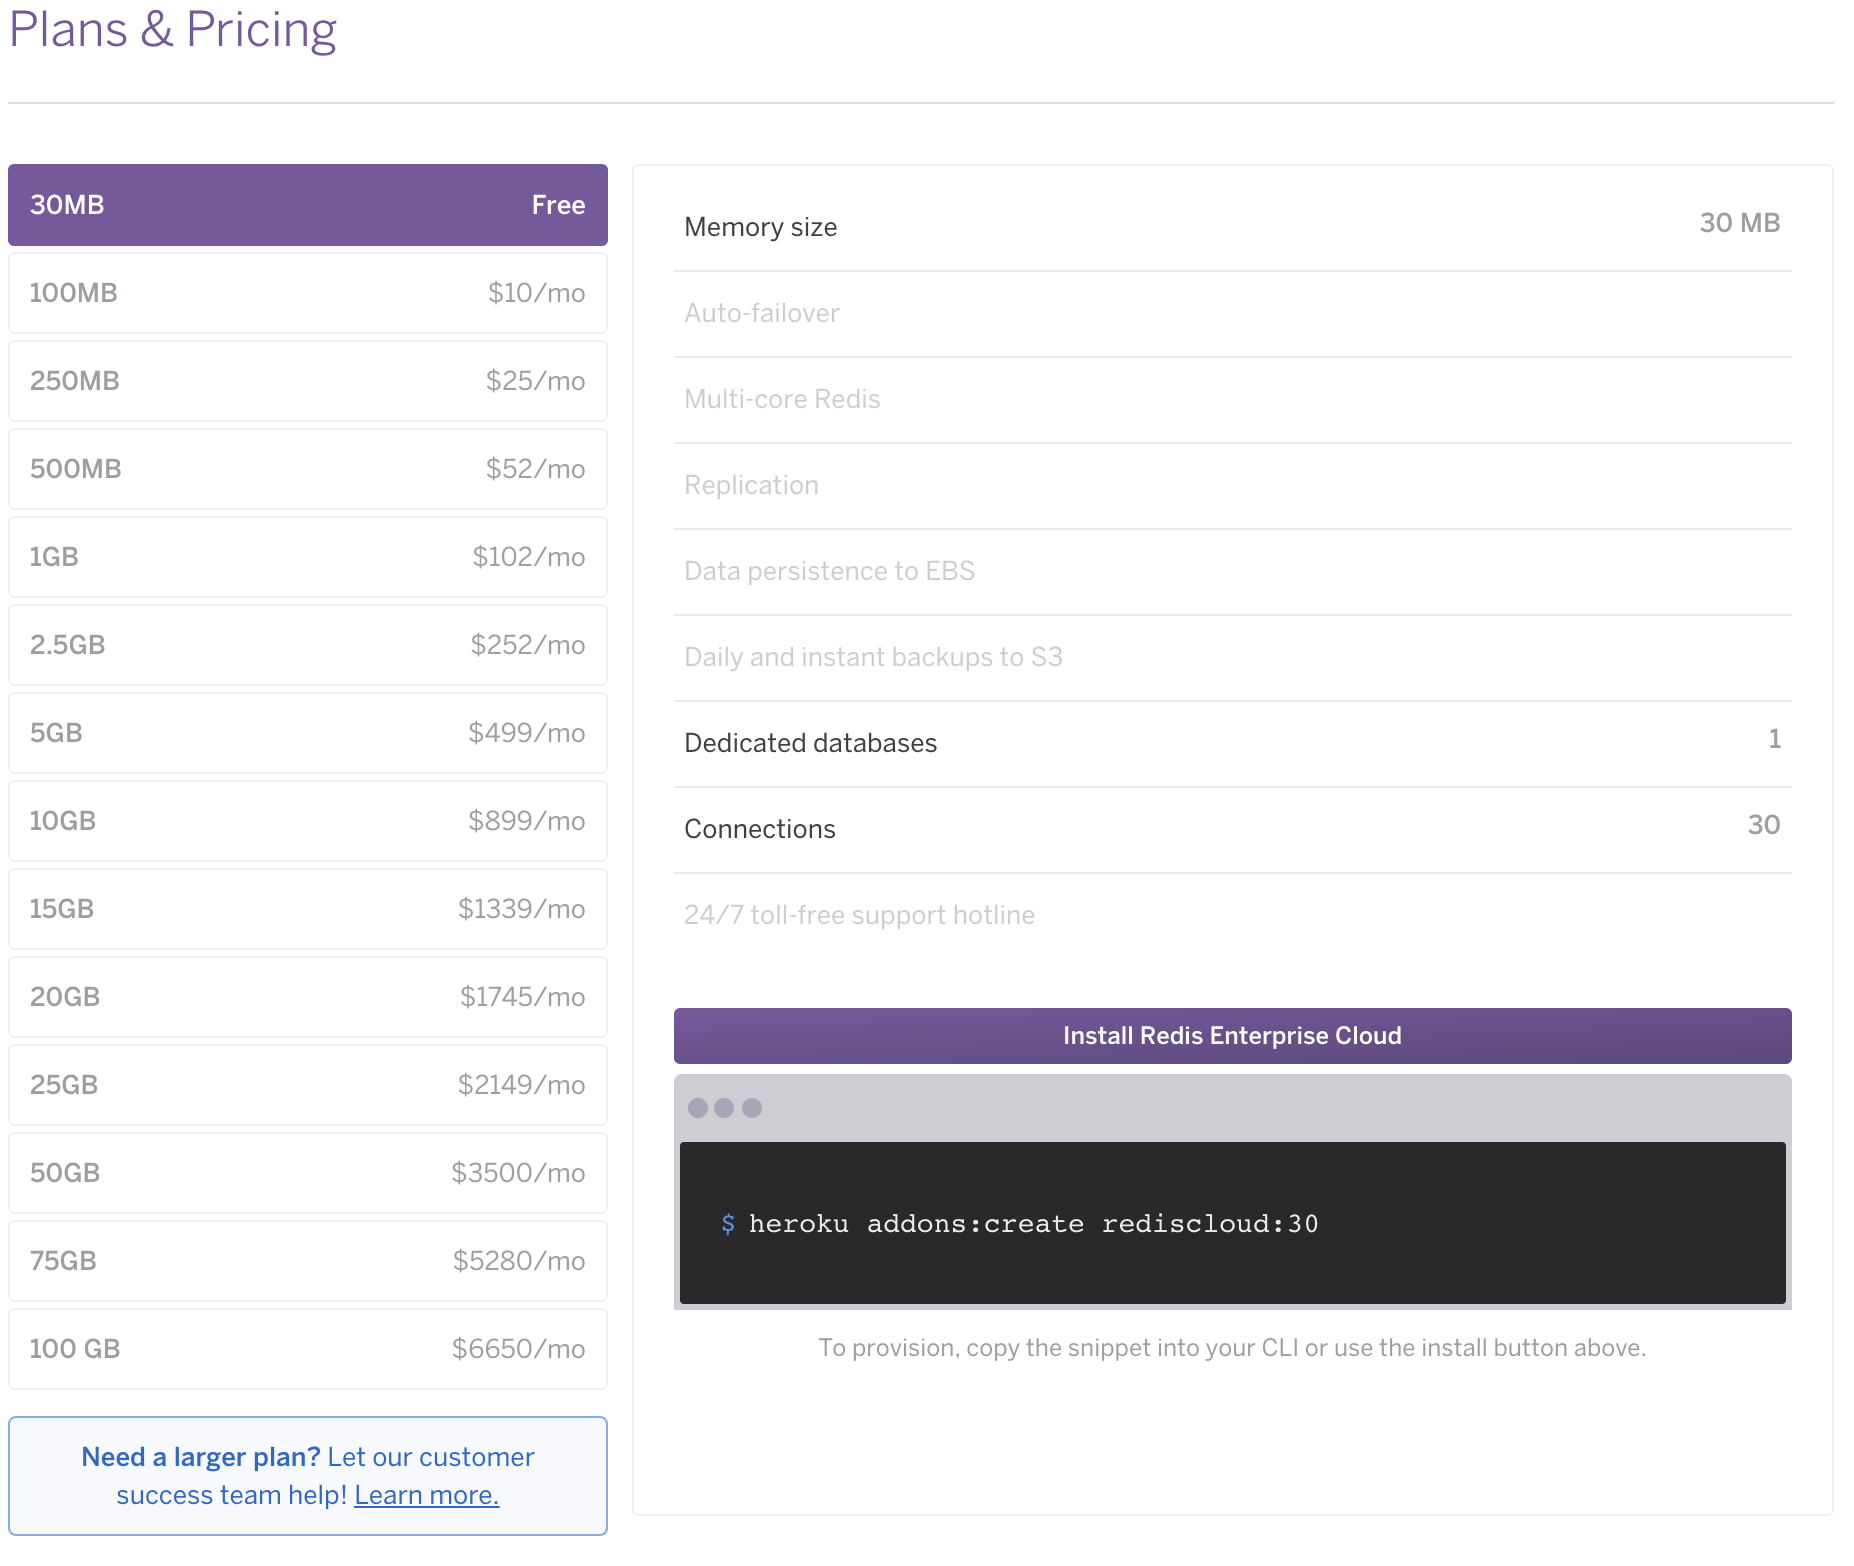 Plans & Pricing
30MB Free
100MB $10/mo
250MB $25/mo
500MB $52/mo
1GB $102/mo
2.5GB $252/mo
5GB $499/mo
10GB $899/mo
15GB $1339/mo
20GB $1745/mo
25GB $2149/mo
50GB $3500/mo
75GB $5280/mo
100 GB $6650/mo
Need a larger plan? Let our customer
success team help! Learn more.
Memory size 30 MB
Auto-failover
Multi-core Redis
Replication
Data persistence to EBS
Daily and instant backups to S3
Dedicated databases 1
Connections 30
24/7 toll-free support hotline
Install Redis Enterprise Cloud
$ heroku addons:create rediscloud:30
To provision, copy the snippet into your CLI or use the install button above.